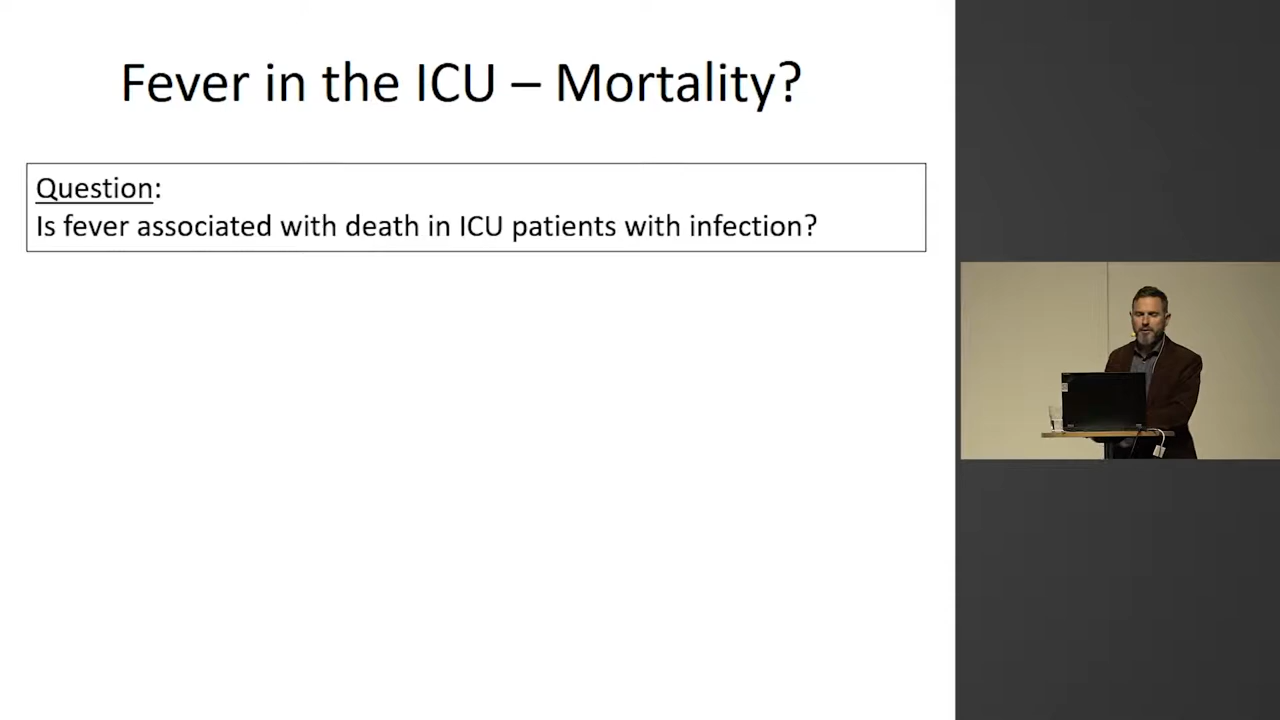 Fever in the ICU – Mortality?
Question:
Is fever associated with death in ICU patients with infection?